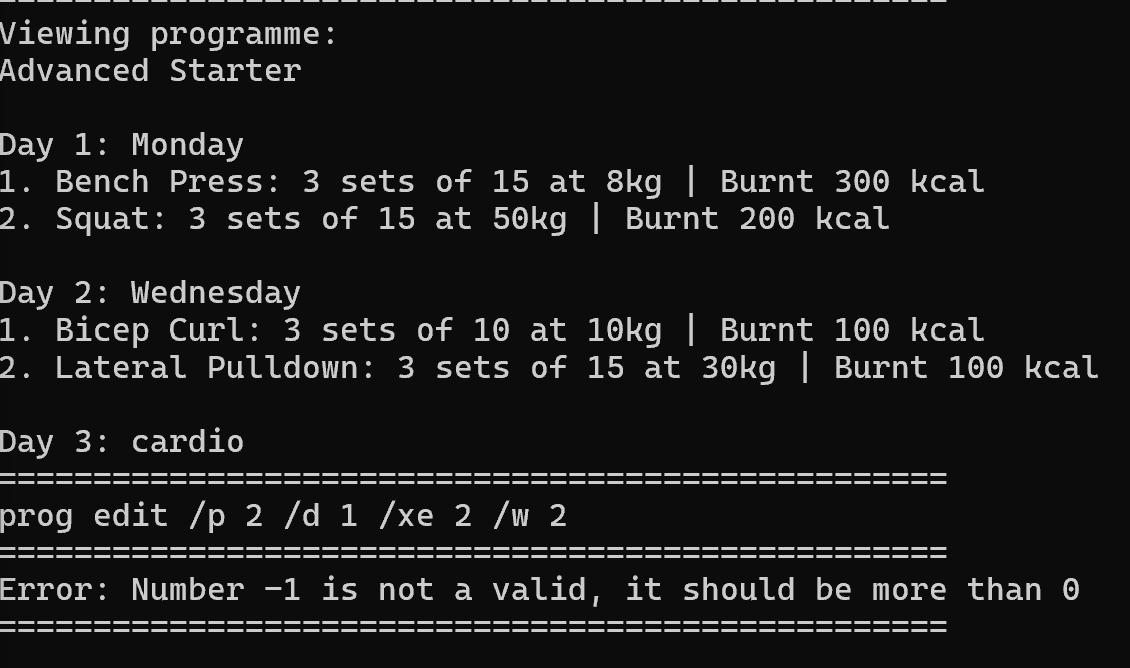 ==================================================
Viewing programme:
Advanced Starter
Day 1: Monday
1. Bench Press: 3 sets of 15 at 8kg | Burnt 300 kcal
2. Squat: 3 sets of 15 at 50kg | Burnt 200 kcal
Day 2: Wednesday
1. Bicep Curl: 3 sets of 10 at 10kg | Burnt 100 kcal
2. Lateral Pulldown: 3 sets of 15 at 30kg | Burnt 100 kcal
Day 3: cardio
==================================================
prog edit /p 2 /d 1 /xe 2 /w 2
==================================================
Error: Number -1 is not a valid, it should be more than 0
==================================================